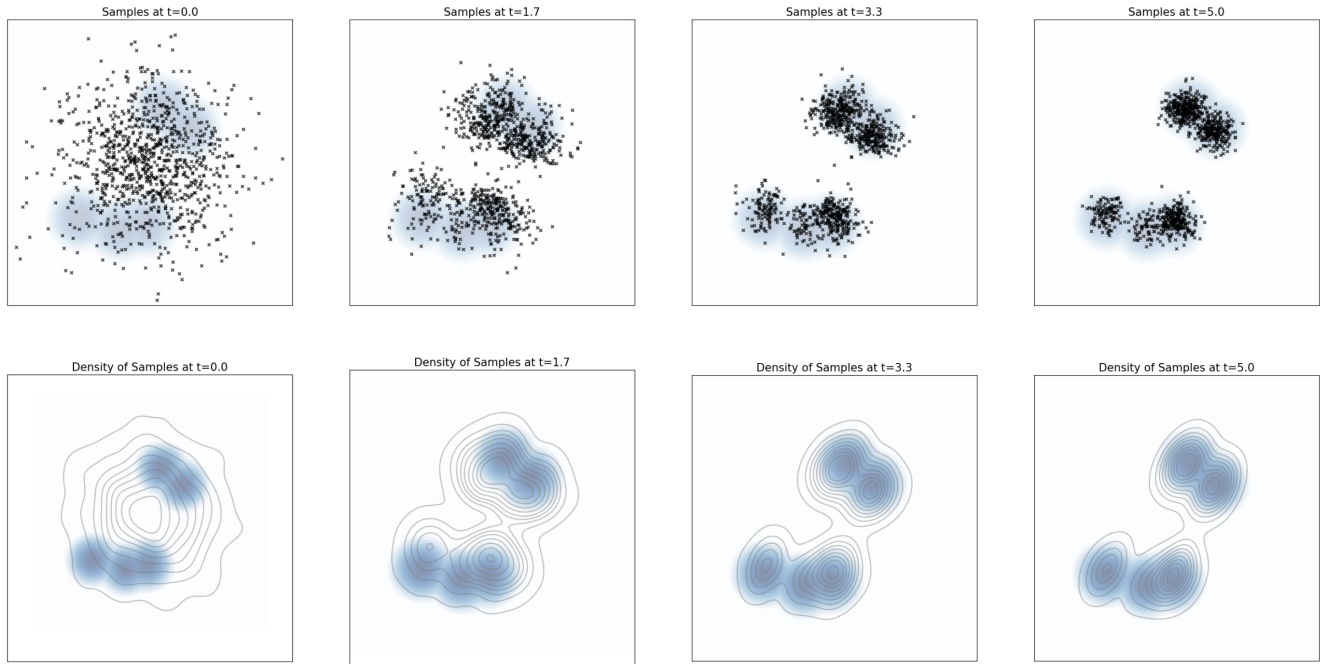 Samples at t=0.0
Samples at t=1.7
Samples at t=3.3
Samples at t=5.0
Density of Samples at t=0.0
Density of Samples at t=1.7
Density of Samples at t=3.3
Density of Samples at t=5.0